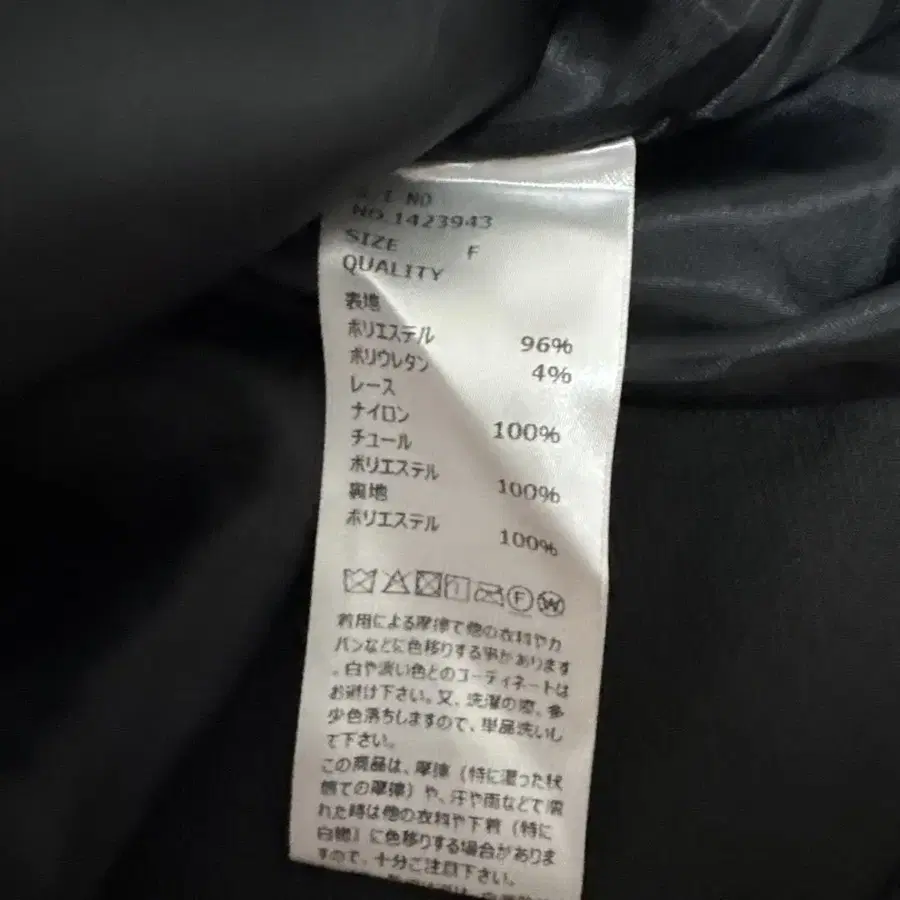 NO
NO.1423943
SIZE F
QUALITY
表地
ポリエステル 96%
ポリウレタン 4%
レース
ナイロン 100%
チュール
ポリエステル 100%
裏地
ポリエステル 100%
F W
着用による摩擦で他の衣料やカ
バンなどに色移りする事があります
。白や淡い色とのコーディネートは
お避け下さい。又、洗濯の際、多
少色落ちしますので、単品洗いし
て下さい。
この商品は、摩擦（特に湿った状
態での摩擦）や、汗や雨などで濡
れた時は他の衣料や下着（特に
白物）に色移りする場合がありま
すので、十分ご注意下さい。